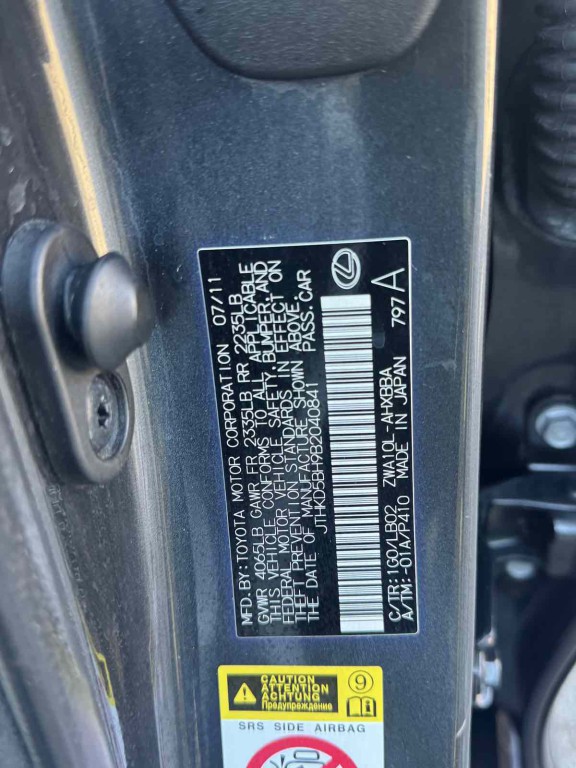 MFD. BY: TOYOTA MOTOR CORPORATION 07/11
GVWR 4065LB GAWR FR 2335LB RR 2235LB
THIS VEHICLE CONFORMS TO ALL APPLICABLE
FEDERAL MOTOR VEHICLE SAFETY, BUMPER, AND
THEFT PREVENTION STANDARDS IN EFFECT ON
THE DATE OF MANUFACTURE SHOWN ABOVE.
JTHKD5BH9B2040841 PASS. CAR
C/TR:1G0/LB02 ZWA10L-AHXBBA
A/TM:-01A/P410 MADE IN JAPAN 797 A
CAUTION
ATTENTION
ACHTUNG
Предупреждение
9
SRS SIDE AIRBAG